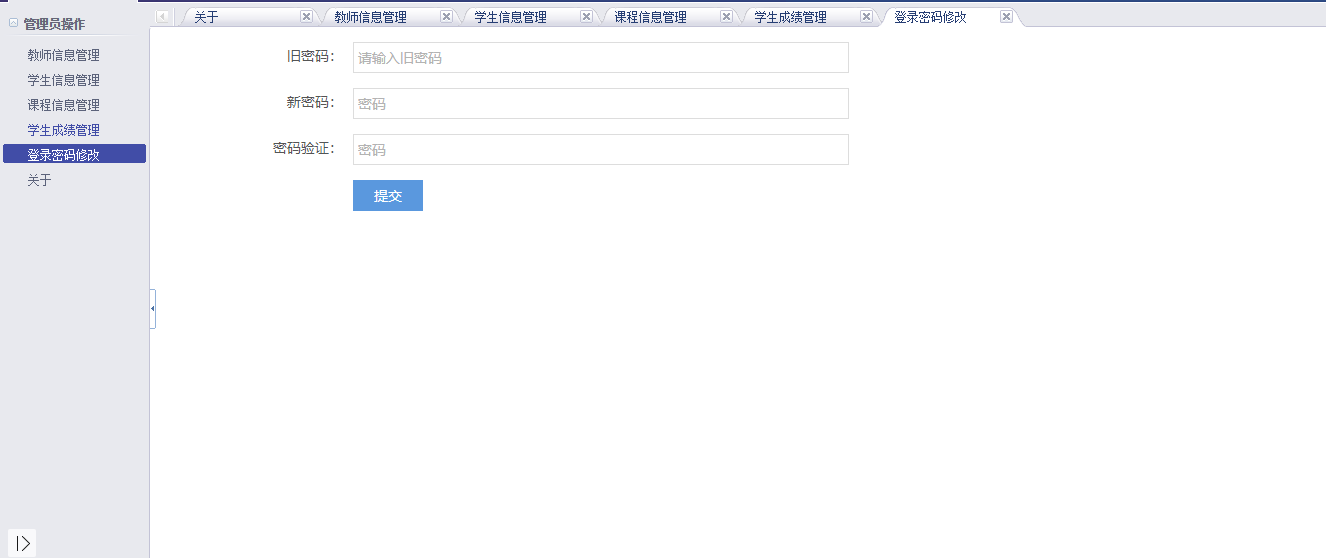 管理员操作
教师信息管理
学生信息管理
课程信息管理
学生成绩管理
登录密码修改
关于
关于
教师信息管理
学生信息管理
课程信息管理
学生成绩管理
登录密码修改
旧密码：
请输入旧密码
新密码：
密码
密码验证：
密码
提交